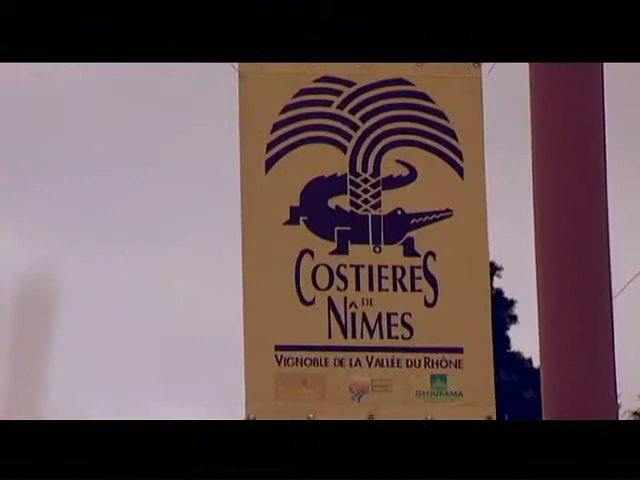 COSTIERES
DE
NÎMES
VIGNOBLE DE LA VALLÉE DU RHÔNE
GROUPAMA